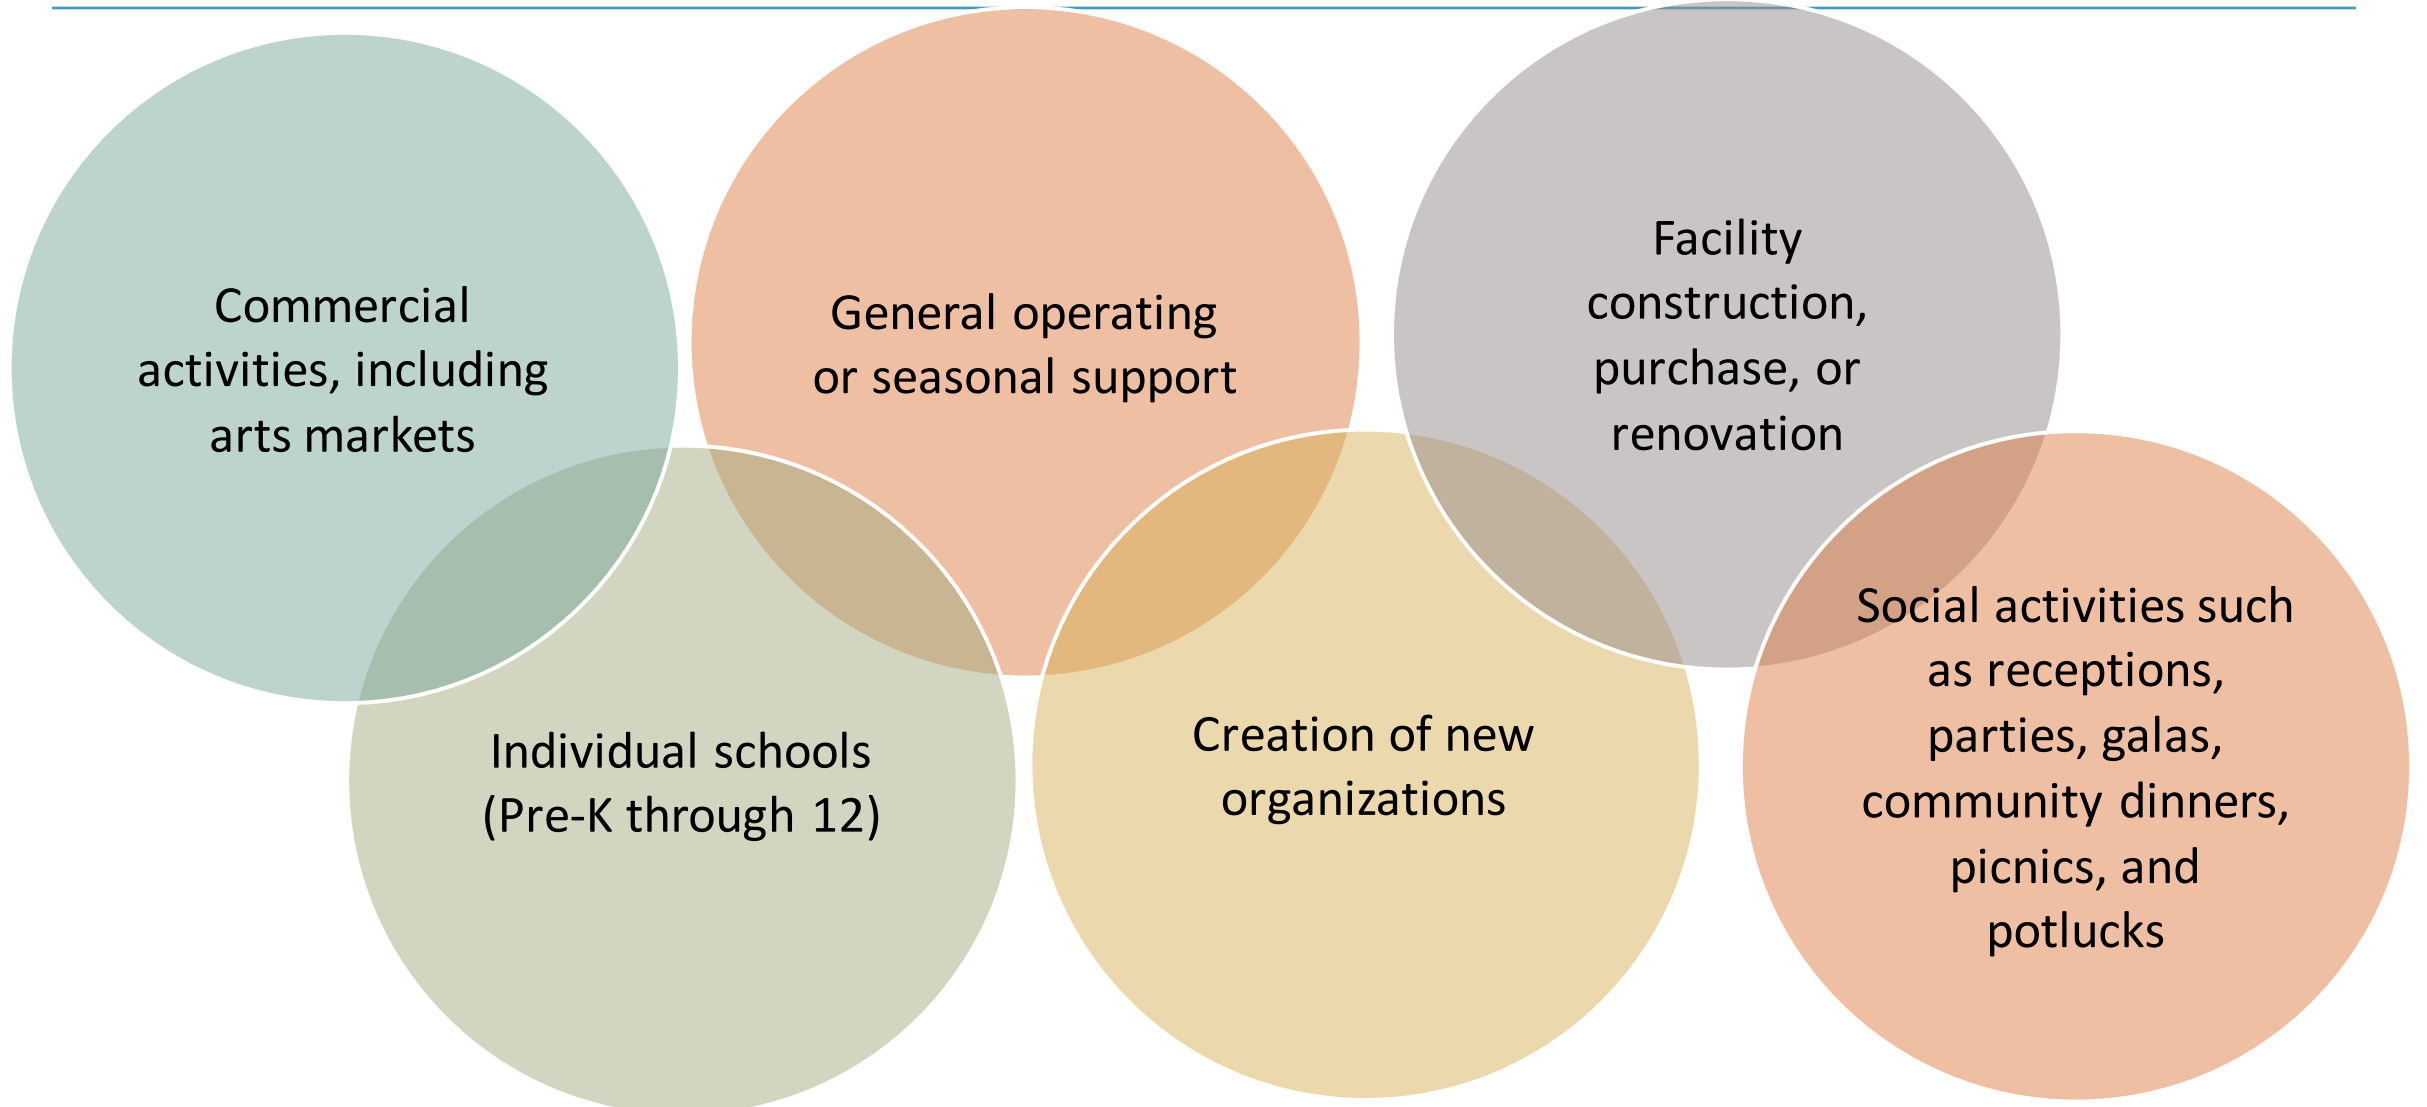 Commercial
activities, including
arts markets
Individual schools
(Pre-K through 12)
General operating
or seasonal support
Creation of new
organizations
Facility
construction,
purchase, or
renovation
Social activities such
as receptions,
parties, galas,
community dinners,
picnics, and
potlucks